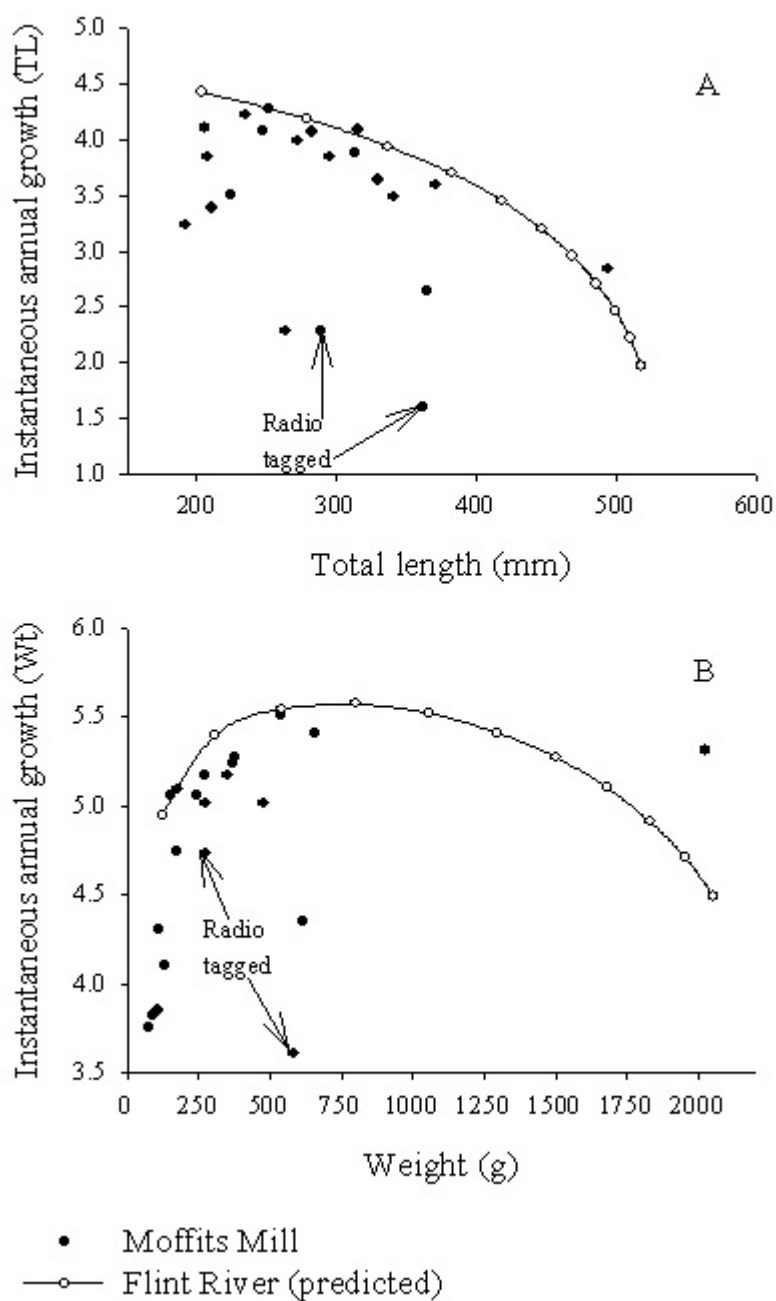 Instantaneous annual growth (TL)
5.0
4.5
4.0
3.5
3.0
2.5
2.0
1.5
1.0
A
Radio
tagged
200 300 400 500 600
Total length (mm)
Instantaneous annual growth (Wt)
6.0
5.5
5.0
4.5
4.0
3.5
B
Radio
tagged
0 250 500 750 1000 1250 1500 1750 2000
Weight (g)
Moffits Mill
Flint River (predicted)